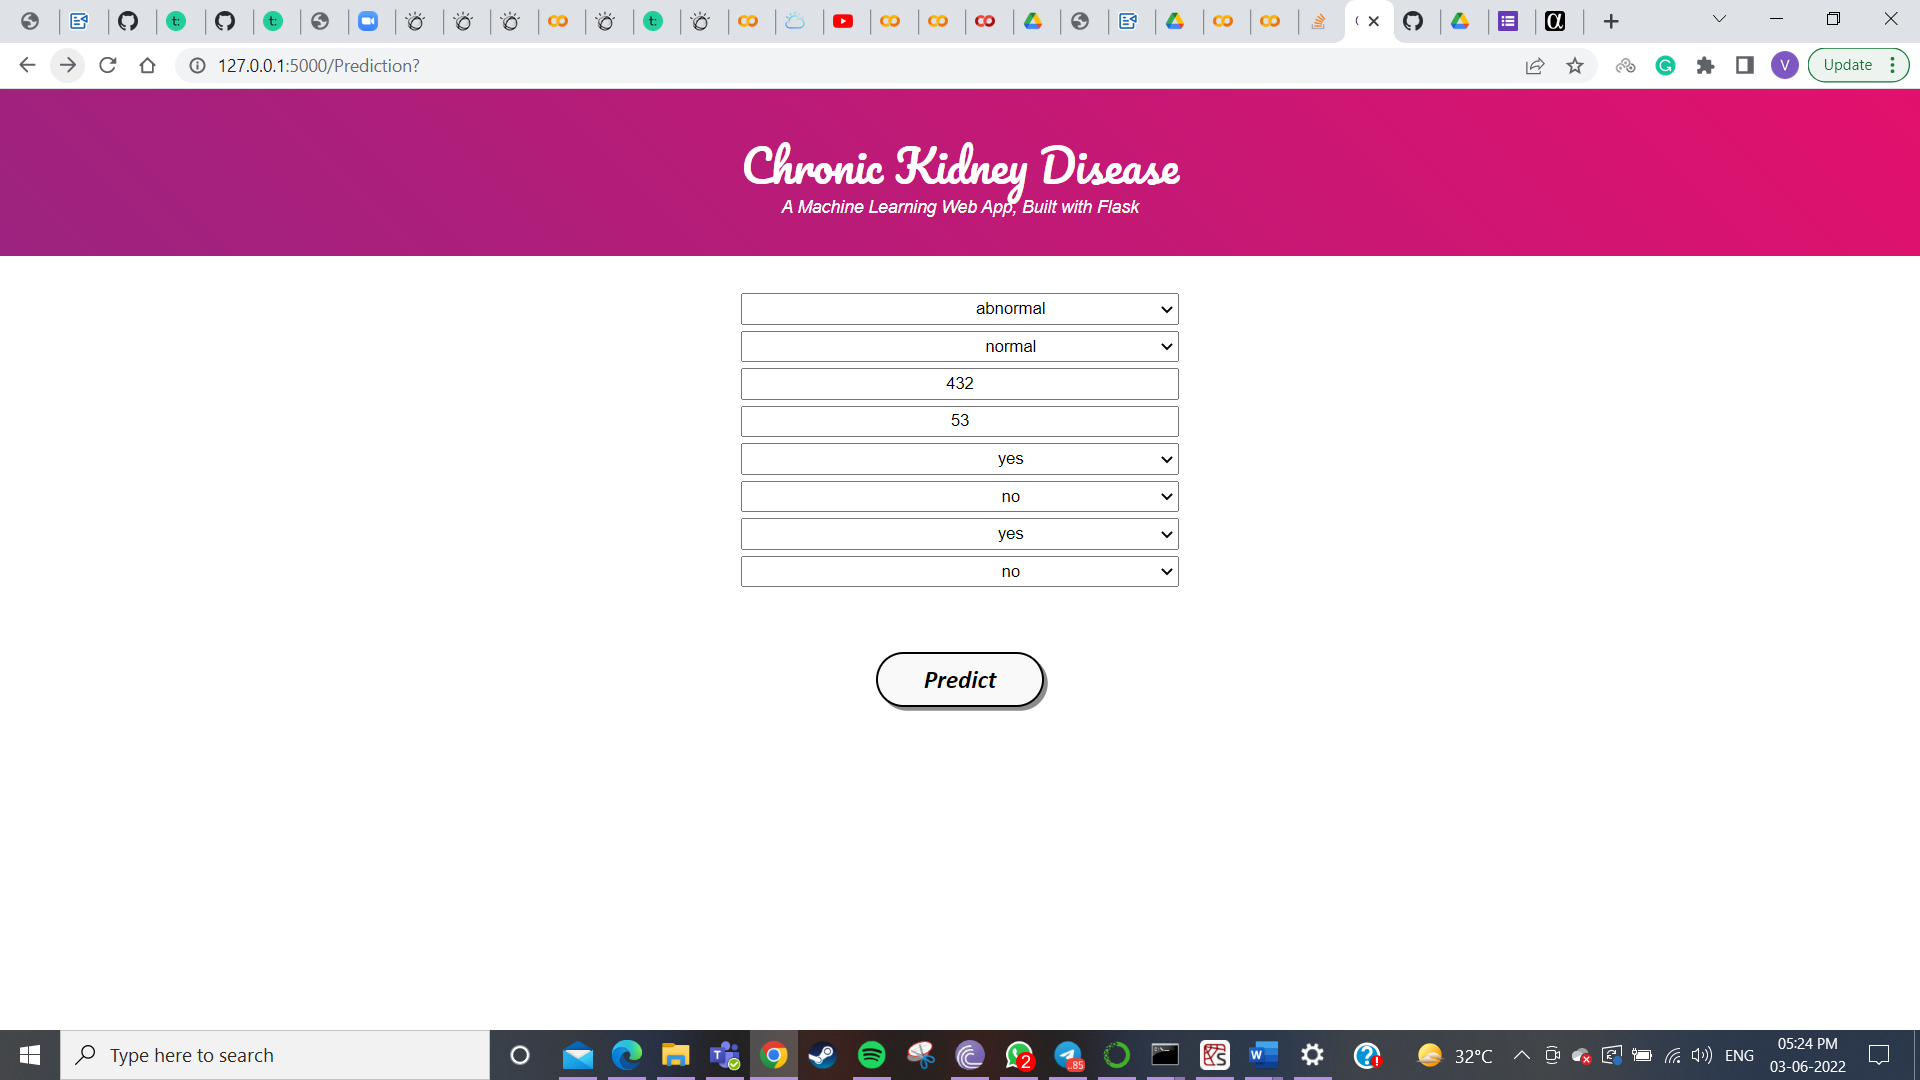 127.0.0.1:5000/Prediction?
V
Update
Chronic Kidney Disease
A Machine Learning Web App, Built with Flask
abnormal
normal
432
53
yes
no
yes
no
Predict
Type here to search
2
.85
32°C
ENG
05:24 PM
03-06-2022